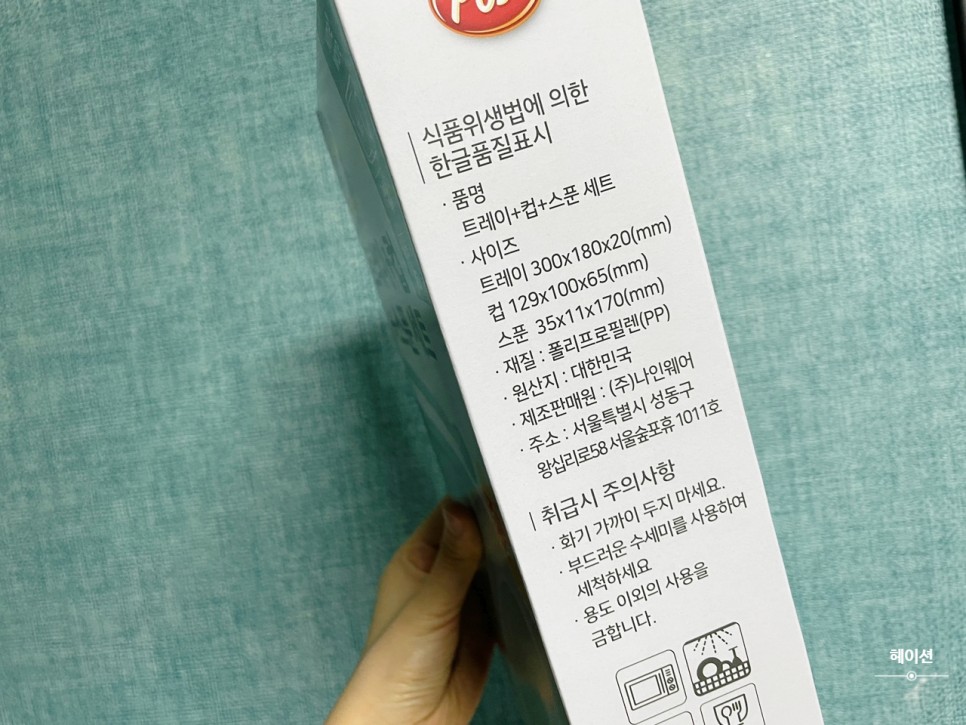 식품위생법에 의한
한글품질표시
· 품명
트레이+컵+스푼 세트
· 사이즈
트레이 300x180x20(mm)
컵 129x100x65(mm)
스푼 35x11x170(mm)
· 재질 : 폴리프로필렌(PP)
· 원산지 : 대한민국
· 제조판매원 : (주)나인웨어
· 주소 : 서울특별시 성동구
왕십리로58 서울숲포휴 1011호
취급시 주의사항
· 화기 가까이 두지 마세요.
· 부드러운 수세미를 사용하여
세척하세요
· 용도 이외의 사용을
금합니다.
헤이션